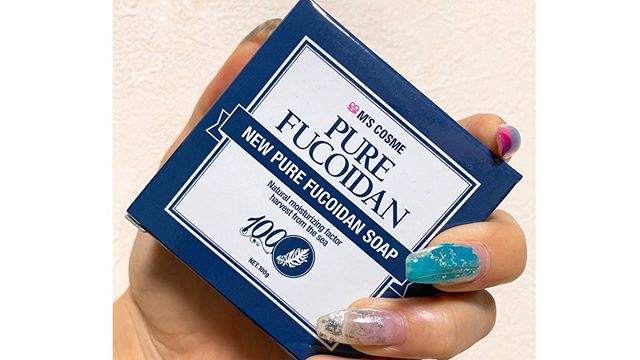 M'S COSME
PURE
FUCOIDAN
NEW PURE FUCOIDAN SOAP
Natural moisturizing factor
harvest from the sea
100
NET.100g